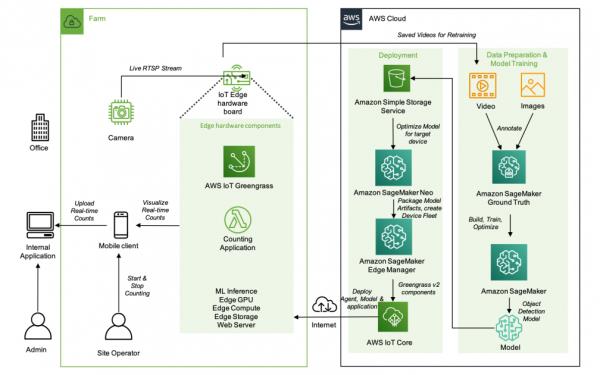 Farm
aws
AWS Cloud
Saved Videos for Retraining
Live RTSP Stream
IoT Edge
hardware
board
Camera
Office
Edge hardware components
AWS IoT Greengrass
Counting
Application
ML Inference
Edge GPU
Edge Compute
Edge Storage
Web Server
Upload
Real-time
Counts
Visualize
Real-time
Counts
Internal
Application
Mobile client
Start &
Stop
Counting
Admin
Site Operator
Deployment
Amazon Simple Storage
Service
Optimize Model
for target
device
Amazon SageMaker Neo
Package Model
Artifacts, create
Device Fleet
Amazon SageMaker
Edge Manager
Greengrass v2
components
Deploy
Agent, Model &
application
Internet
AWS IoT Core
Data Preparation &
Model Training
Video
Images
Annotate
Amazon SageMaker
Ground Truth
Build, Train,
Optimize
Amazon SageMaker
Object
Detection
Model
Model